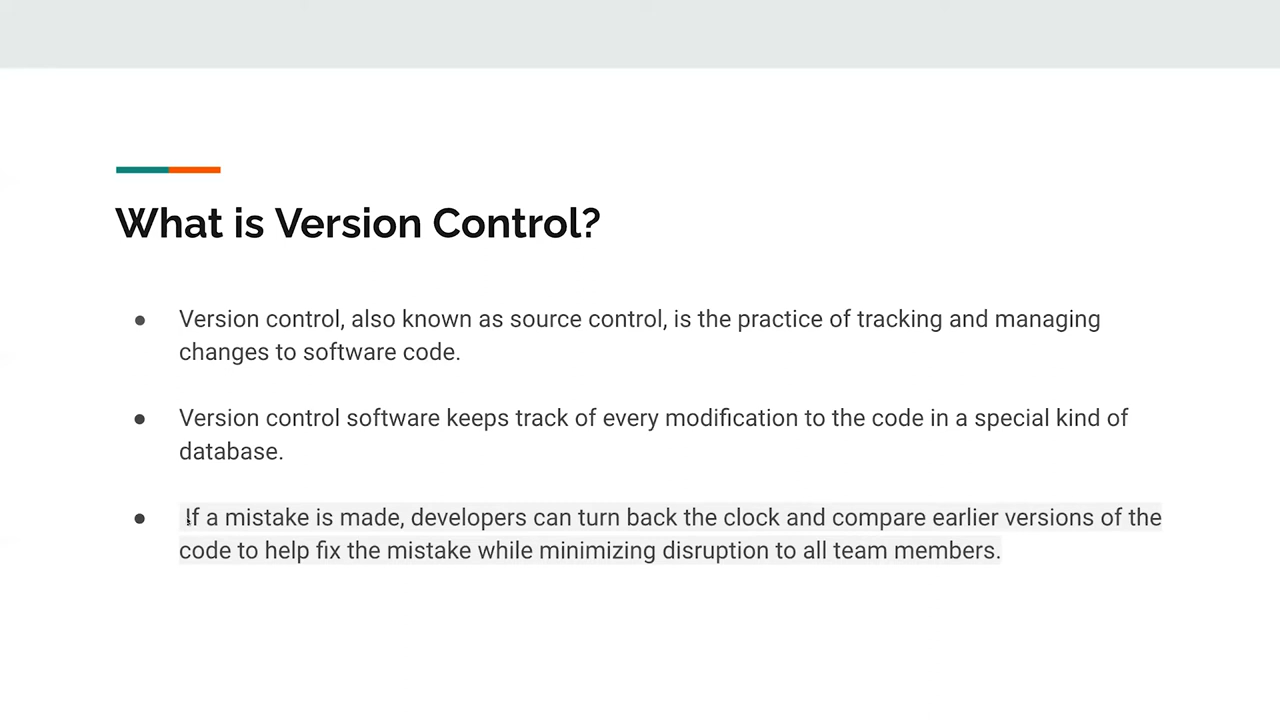 What is Version Control?
● Version control, also known as source control, is the practice of tracking and managing
changes to software code.
● Version control software keeps track of every modification to the code in a special kind of
database.
● If a mistake is made, developers can turn back the clock and compare earlier versions of the
code to help fix the mistake while minimizing disruption to all team members.